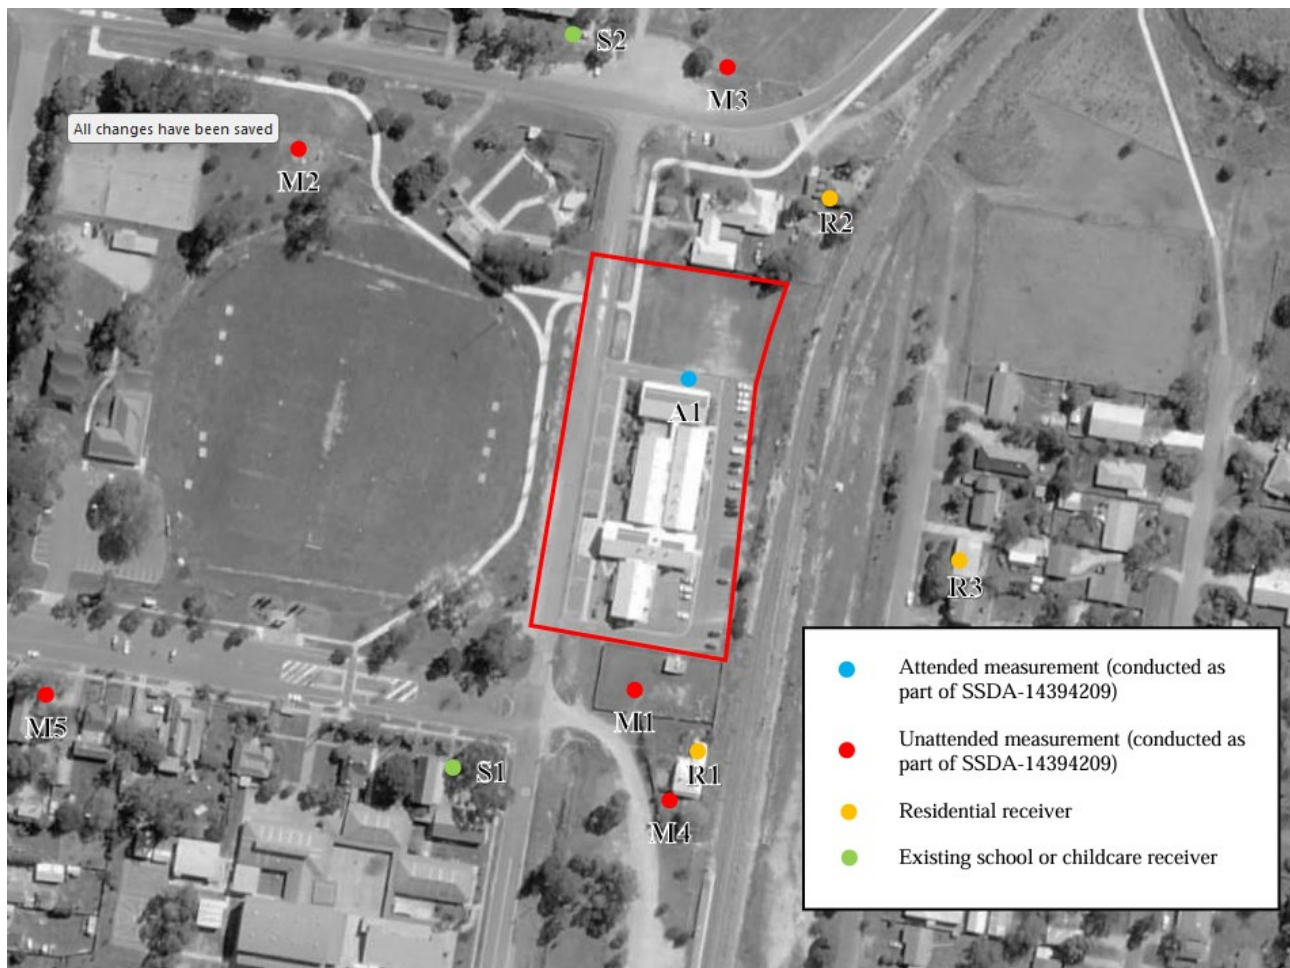 S2
M3
All changes have been saved
M2
R2
A1
R3
M5
M1
S1
R1
M4
Attended measurement (conducted as
part of SSDA-14394209)
Unattended measurement (conducted as
part of SSDA-14394209)
Residential receiver
Existing school or childcare receiver